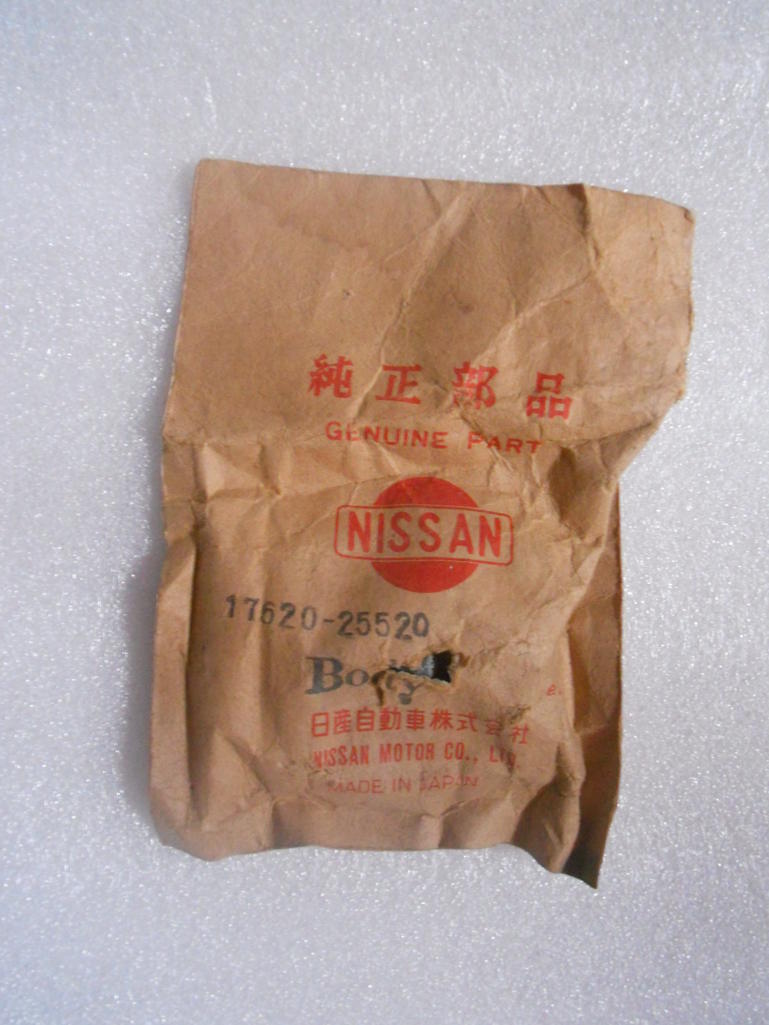 純正部品
GENUINE PART
NISSAN
17620-25520
Body
日産自動車株式会社
NISSAN MOTOR CO., LTD.
MADE IN JAPAN